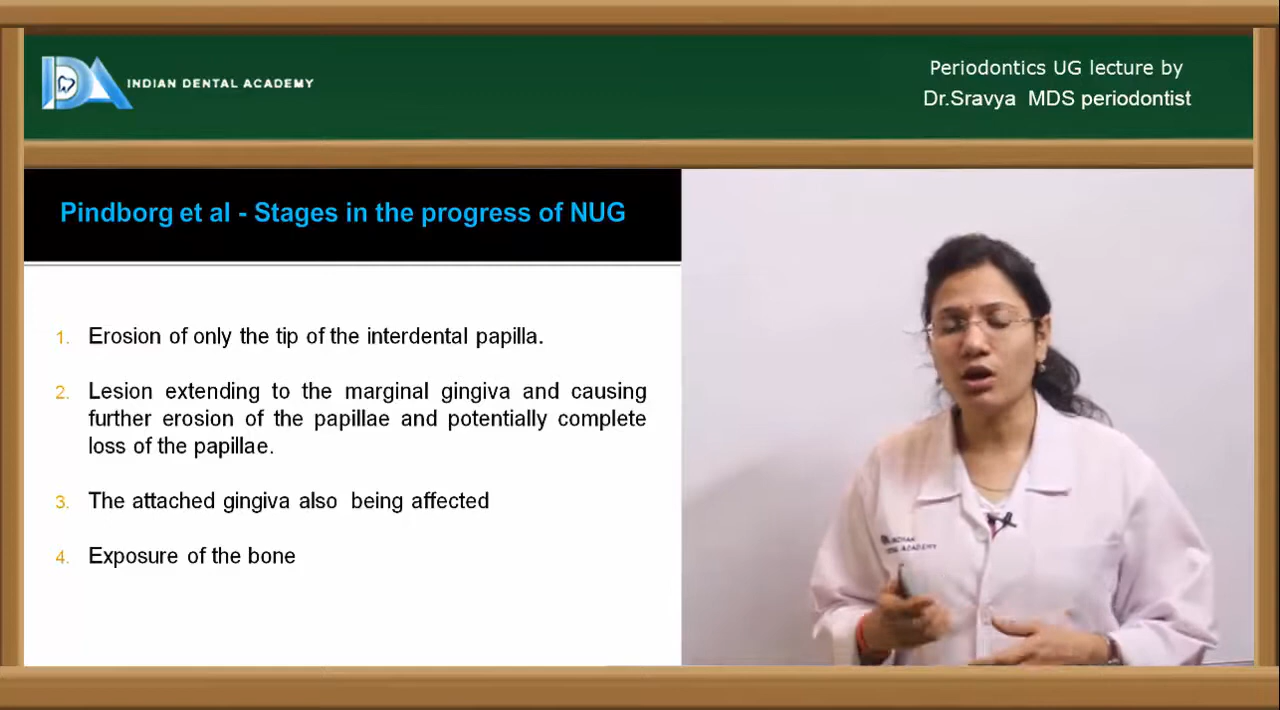 INDIAN DENTAL ACADEMY
Periodontics UG lecture by
Dr.Sravya MDS periodontist
Pindborg et al - Stages in the progress of NUG
1. Erosion of only the tip of the interdental papilla.
2. Lesion extending to the marginal gingiva and causing
further erosion of the papillae and potentially complete
loss of the papillae.
3. The attached gingiva also being affected
4. Exposure of the bone
INDIAN
ACADEMY